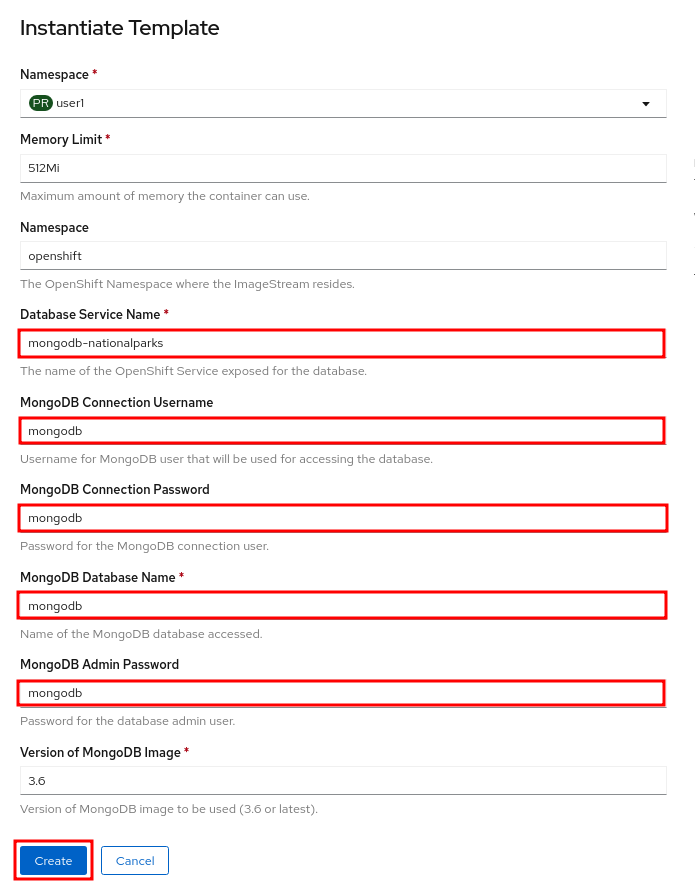 Instantiate Template
Namespace *
PR user1
Memory Limit *
512Mi
Maximum amount of memory the container can use.
Namespace
openshift
The OpenShift Namespace where the ImageStream resides.
Database Service Name *
mongodb-nationalparks
The name of the OpenShift Service exposed for the database.
MongoDB Connection Username
mongodb
Username for MongoDB user that will be used for accessing the database.
MongoDB Connection Password
mongodb
Password for the MongoDB connection user.
MongoDB Database Name *
mongodb
Name of the MongoDB database accessed.
MongoDB Admin Password
mongodb
Password for the database admin user.
Version of MongoDB Image *
3.6
Version of MongoDB image to be used (3.6 or latest).
Create Cancel